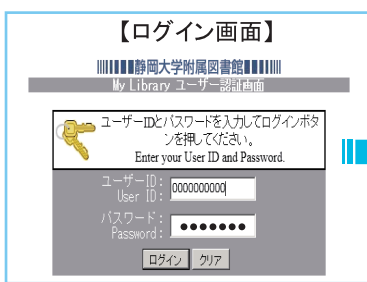 【ログイン画面】
静岡大学附属図書館
My Library ユーザー認証画面
ユーザーIDとパスワードを入力してログインボタ
ンを押してください。
Enter your User ID and Password.
ユーザーID：
User ID：
0000000000
パスワード：
Password：
●●●●●●●
ログイン クリア